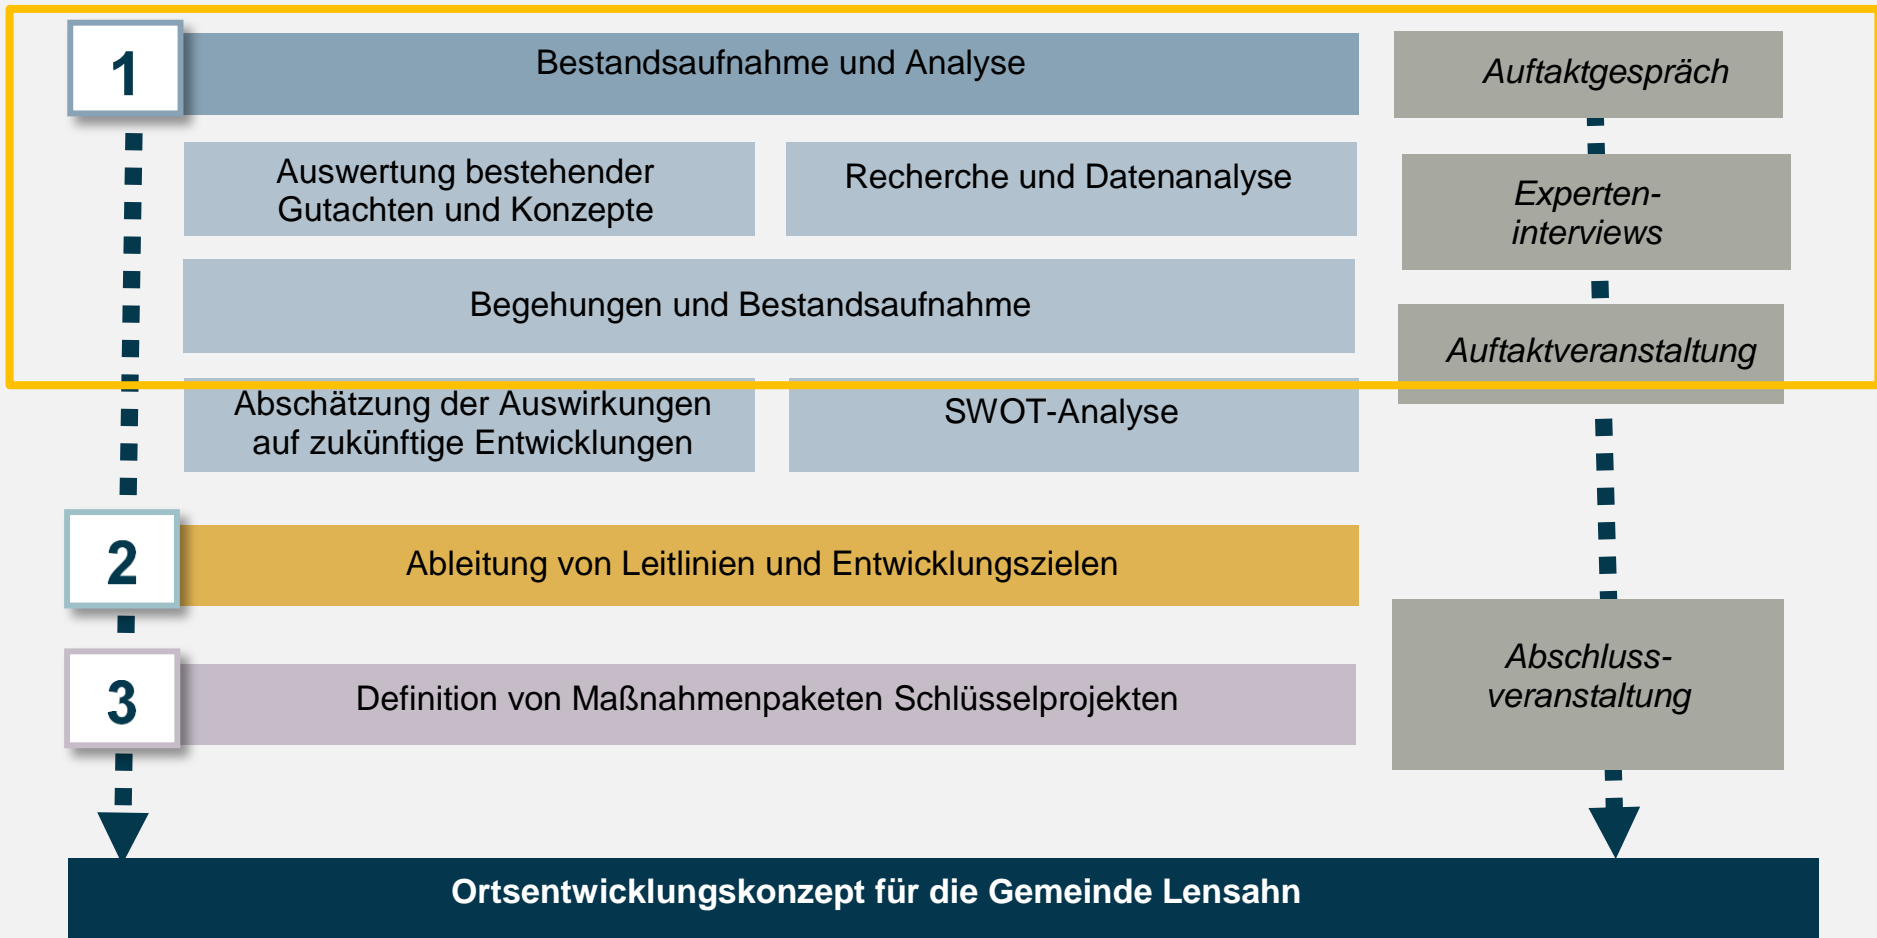 1
Bestandsaufnahme und Analyse
Auftaktgespräch
Auswertung bestehender
Gutachten und Konzepte
Recherche und Datenanalyse
Experten-
interviews
Begehungen und Bestandsaufnahme
Auftaktveranstaltung
Abschätzung der Auswirkungen
auf zukünftige Entwicklungen
SWOT-Analyse
2
Ableitung von Leitlinien und Entwicklungszielen
3
Definition von Maßnahmenpaketen Schlüsselprojekten
Abschluss-
veranstaltung
Ortsentwicklungskonzept für die Gemeinde Lensahn